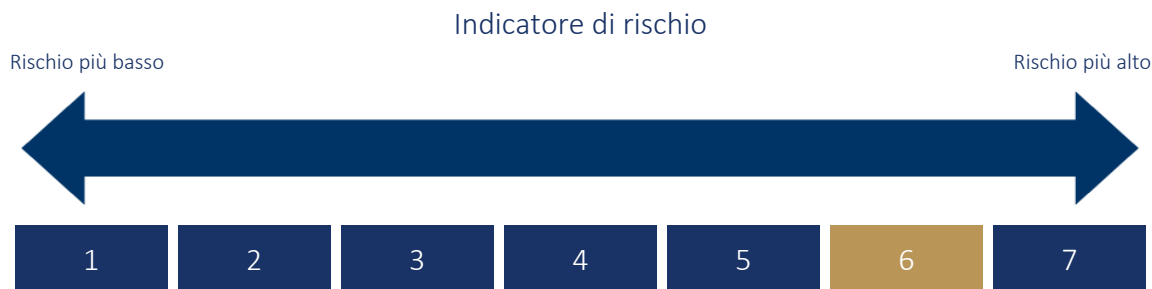 Indicatore di rischio
Rischio più basso Rischio più alto
1 2 3 4 5 6 7